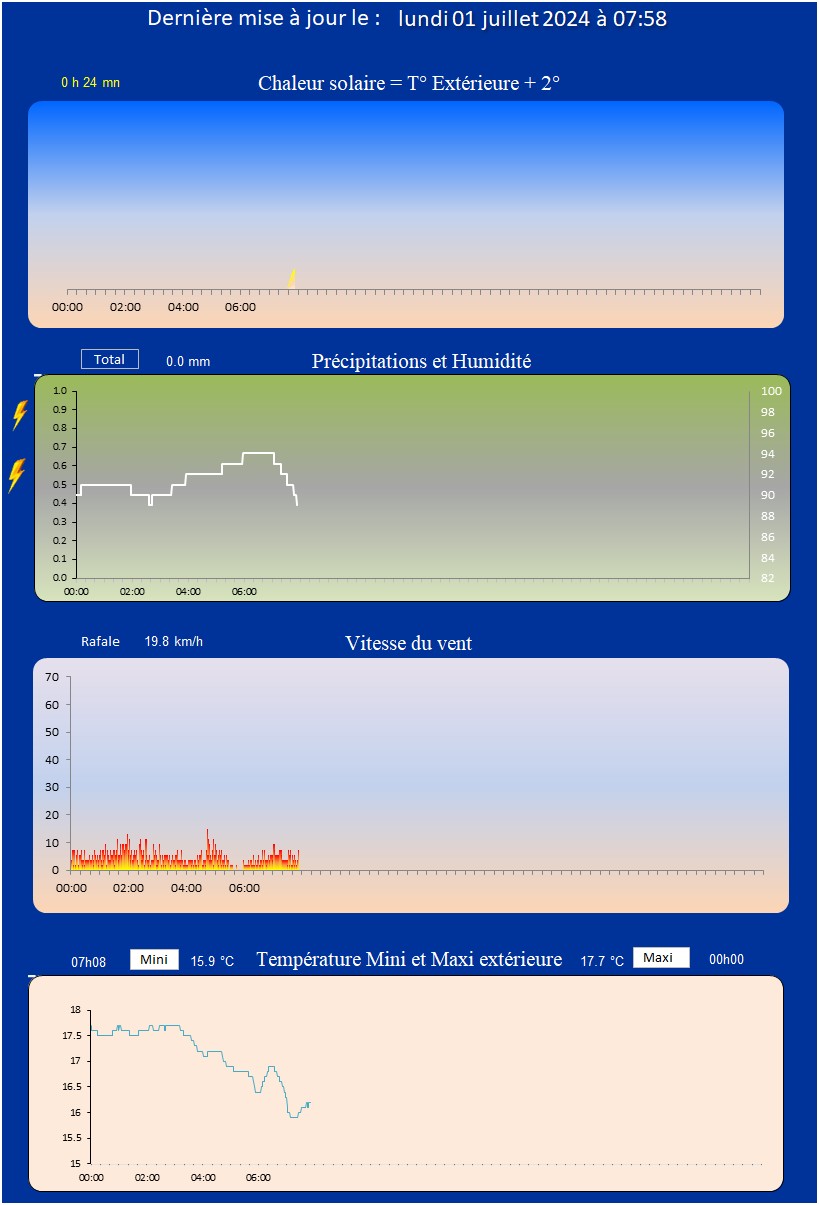 Dernière mise à jour le : lundi 01 juillet 2024 à 07:58
0 h 24 mn Chaleur solaire = T° Extérieure + 2°
00:00 02:00 04:00 06:00
Total 0.0 mm Précipitations et Humidité
1.0 100
0.9 98
0.8 96
0.7 94
0.6 92
0.5 90
0.4 88
0.3 86
0.2 84
0.1 82
0.0
00:00 02:00 04:00 06:00
Rafale 19.8 km/h Vitesse du vent
70
60
50
40
30
20
10
0
00:00 02:00 04:00 06:00
07h08 Mini 15.9 °C Température Mini et Maxi extérieure 17.7 °C Maxi 00h00
18
17.5
17
16.5
16
15.5
15
00:00 02:00 04:00 06:00